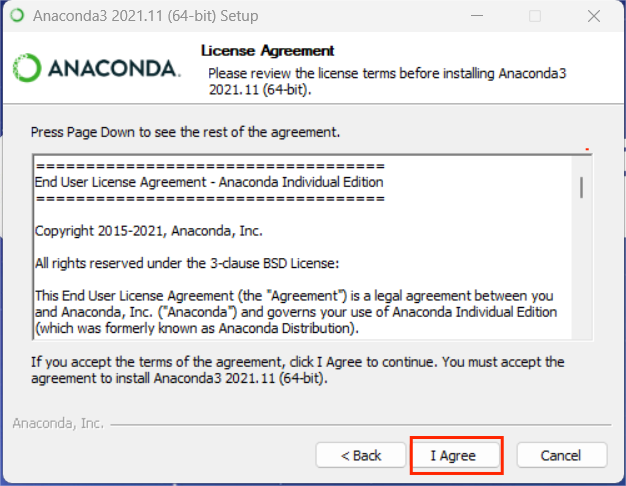 Anaconda3 2021.11 (64-bit) Setup
ANACONDA.
License Agreement
Please review the license terms before installing Anaconda3
2021.11 (64-bit).
Press Page Down to see the rest of the agreement.
===================================
End User License Agreement - Anaconda Individual Edition
===================================
Copyright 2015-2021, Anaconda, Inc.
All rights reserved under the 3-clause BSD License:
This End User License Agreement (the "Agreement") is a legal agreement between you
and Anaconda, Inc. ("Anaconda") and governs your use of Anaconda Individual Edition
(which was formerly known as Anaconda Distribution).
If you accept the terms of the agreement, click I Agree to continue. You must accept the
agreement to install Anaconda3 2021.11 (64-bit).
Anaconda, Inc.
< Back
I Agree
Cancel